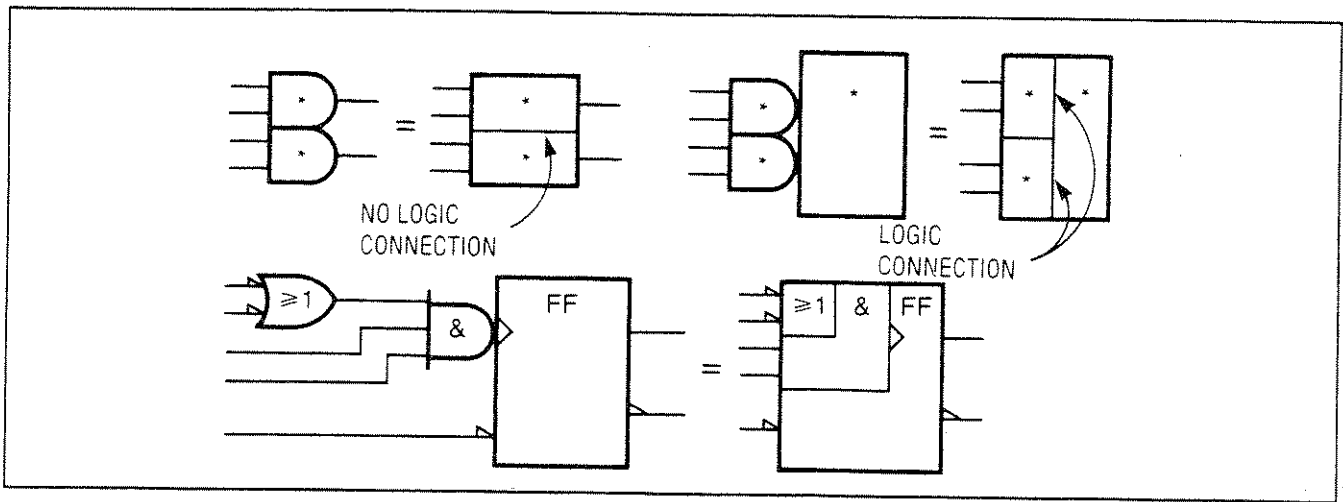 * = * * * = * *
* * * *
NO LOGIC
CONNECTION
LOGIC
CONNECTION
≥1 & FF = ≥1 & FF